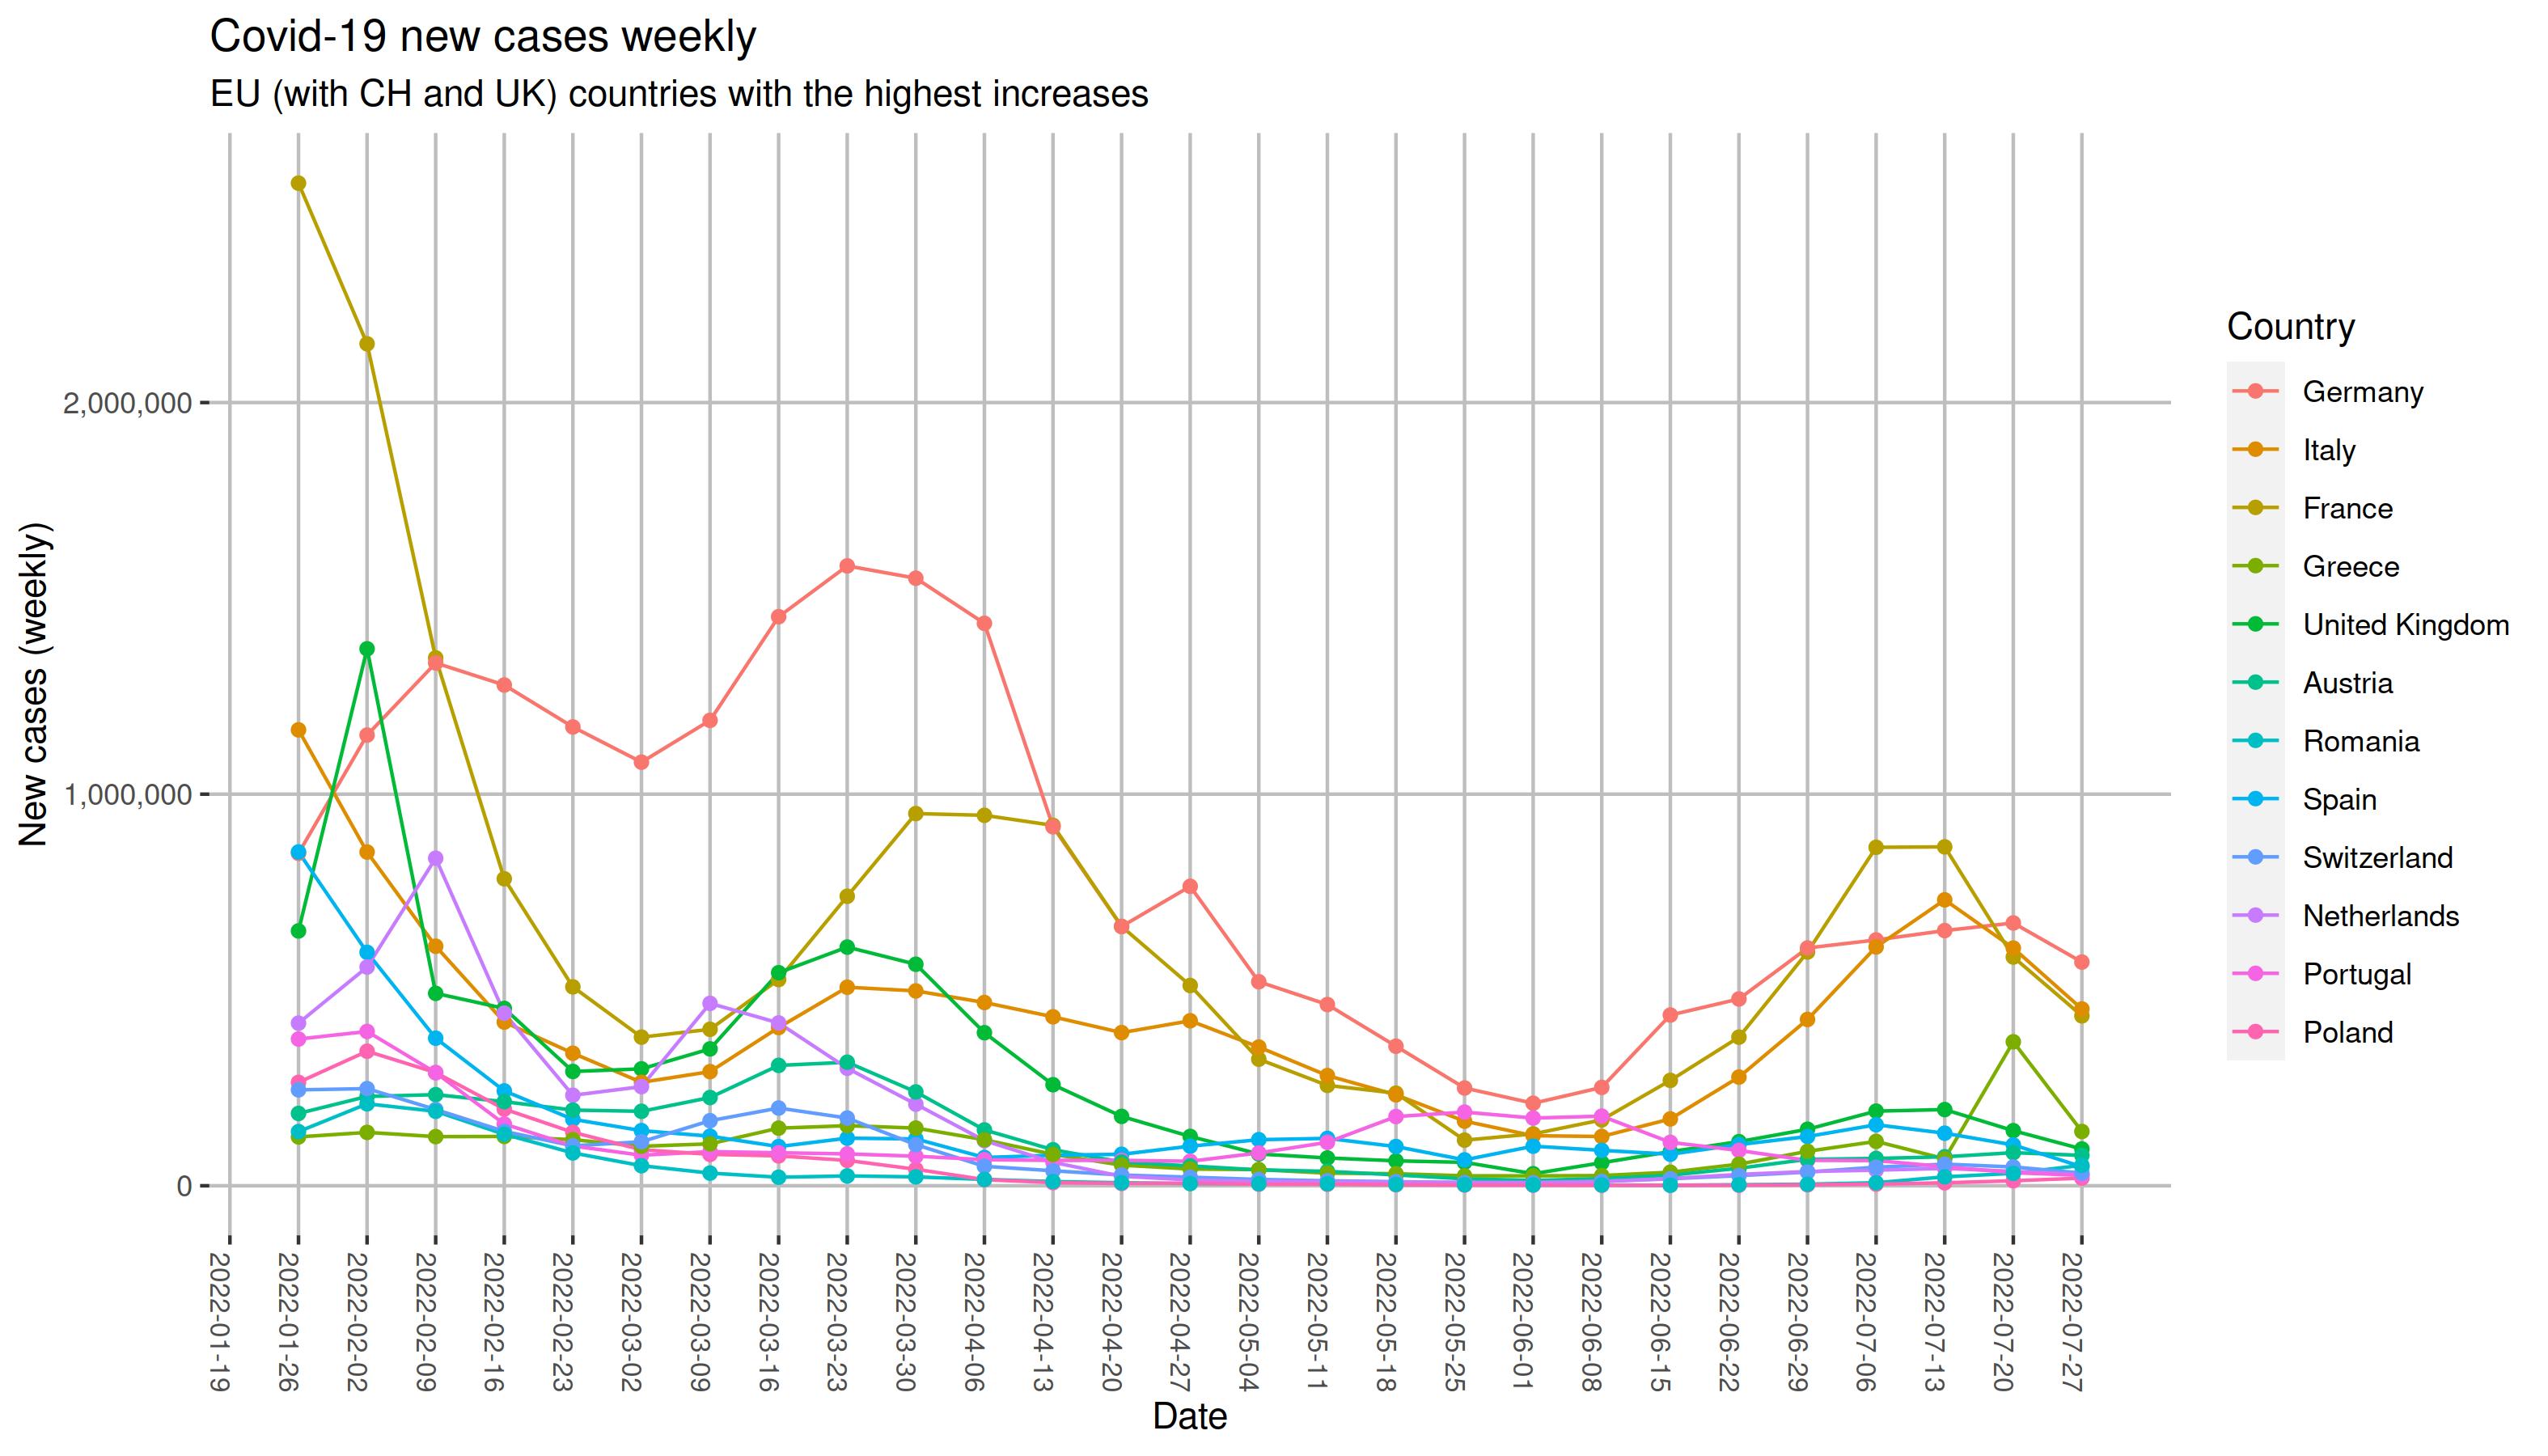 Covid-19 new cases weekly
EU (with CH and UK) countries with the highest increases
New cases (weekly)
2,000,000
1,000,000
0
2022-01-19
2022-01-26
2022-02-02
2022-02-09
2022-02-16
2022-02-23
2022-03-02
2022-03-09
2022-03-16
2022-03-23
2022-03-30
2022-04-06
2022-04-13
2022-04-20
2022-04-27
2022-05-04
2022-05-11
2022-05-18
2022-05-25
2022-06-01
2022-06-08
2022-06-15
2022-06-22
2022-06-29
2022-07-06
2022-07-13
2022-07-20
2022-07-27
Date
Country
Germany
Italy
France
Greece
United Kingdom
Austria
Romania
Spain
Switzerland
Netherlands
Portugal
Poland